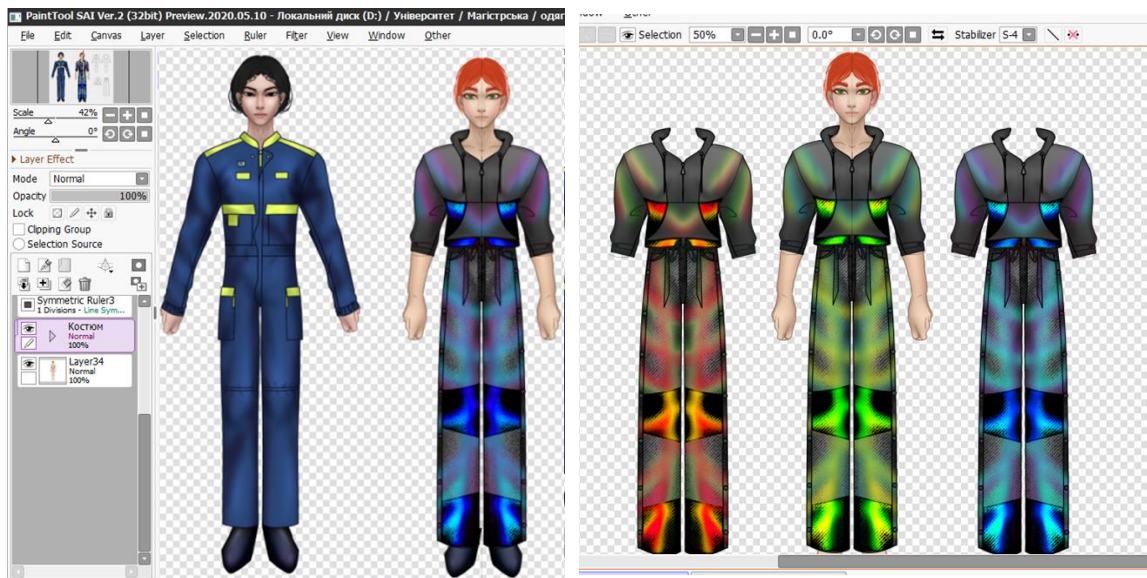 PaintTool SAI Ver.2 (32bit) Preview.2020.05.10 - Локальний диск (D:) / Університет / Магістрська / одяг
File Edit Canvas Layer Selection Ruler Filter View Window Other
Scale 42%
Angle 0°
Layer Effect
Mode Normal
Opacity 100%
Lock
Clipping Group
Selection Source
Symmetric Ruler3
1 Divisions - Line Sym...
Костюм
Normal
100%
Layer34
Normal
100%
Selection 50% 0.0° Stabilizer S-4